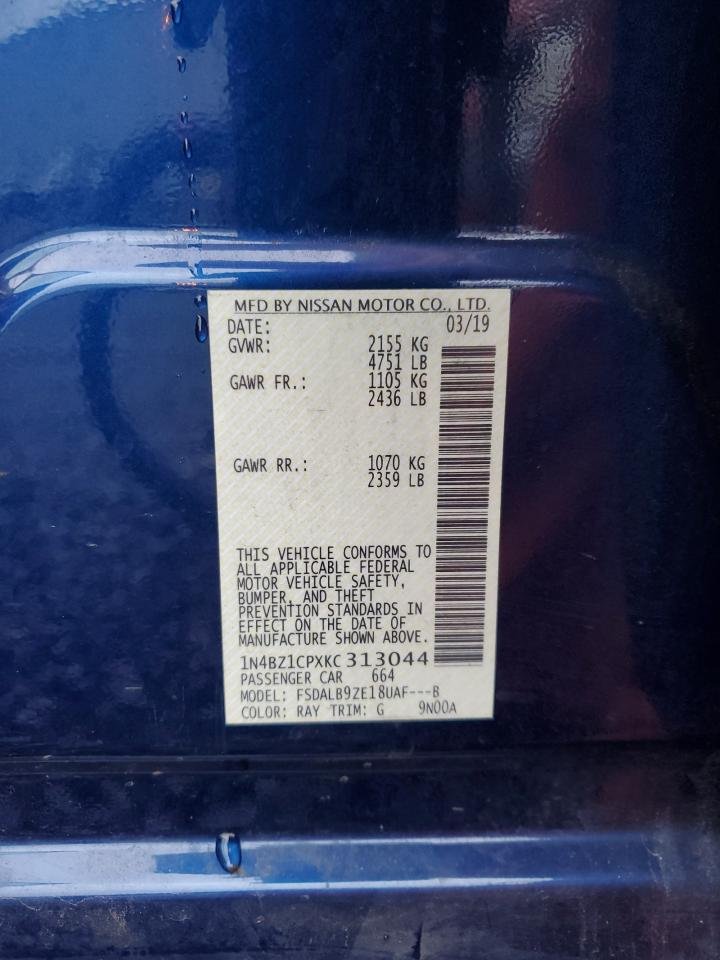 MFD BY NISSAN MOTOR CO., LTD.
DATE: 03/19
GVWR: 2155 KG
4751 LB
GAWR FR.: 1105 KG
2436 LB
GAWR RR.: 1070 KG
2359 LB
THIS VEHICLE CONFORMS TO
ALL APPLICABLE FEDERAL
MOTOR VEHICLE SAFETY,
BUMPER, AND THEFT
PREVENTION STANDARDS IN
EFFECT ON THE DATE OF
MANUFACTURE SHOWN ABOVE.
1N4BZ1CPXKC313044
PASSENGER CAR 664
MODEL: FSDALB9ZE18UAF---B
COLOR: RAY TRIM: G 9N00A